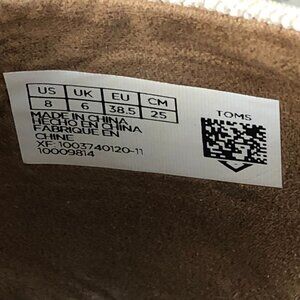 US UK EU CM
8 6 38.5 25
MADE IN CHINA
HECHO EN CHINA
FABRIQUE EN
CHINE
XF: 1003740120-11
10009814
TOMS